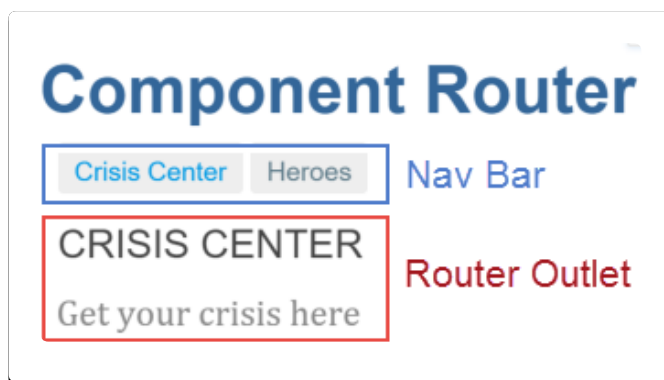 Component Router
Crisis Center Heroes Nav Bar
CRISIS CENTER
Router Outlet
Get your crisis here